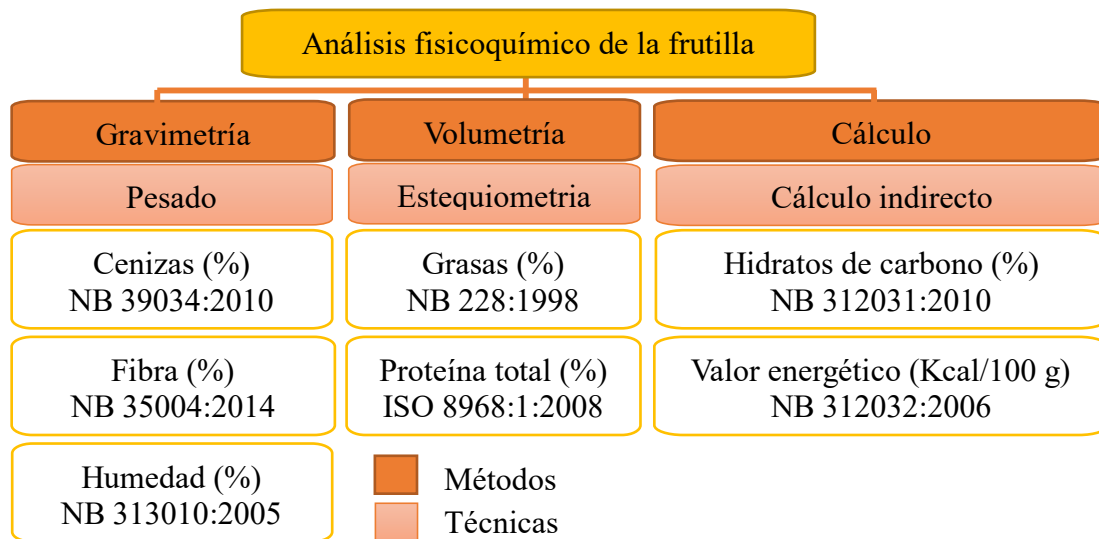 Análisis fisicoquímico de la frutilla
Gravimetría
Pesado
Cenizas (%)
NB 39034:2010
Fibra (%)
NB 35004:2014
Humedad (%)
NB 313010:2005
Volumetría
Estequiometria
Grasas (%)
NB 228:1998
Proteína total (%)
ISO 8968:1:2008
Cálculo
Cálculo indirecto
Hidratos de carbono (%)
NB 312031:2010
Valor energético (Kcal/100 g)
NB 312032:2006
Métodos
Técnicas